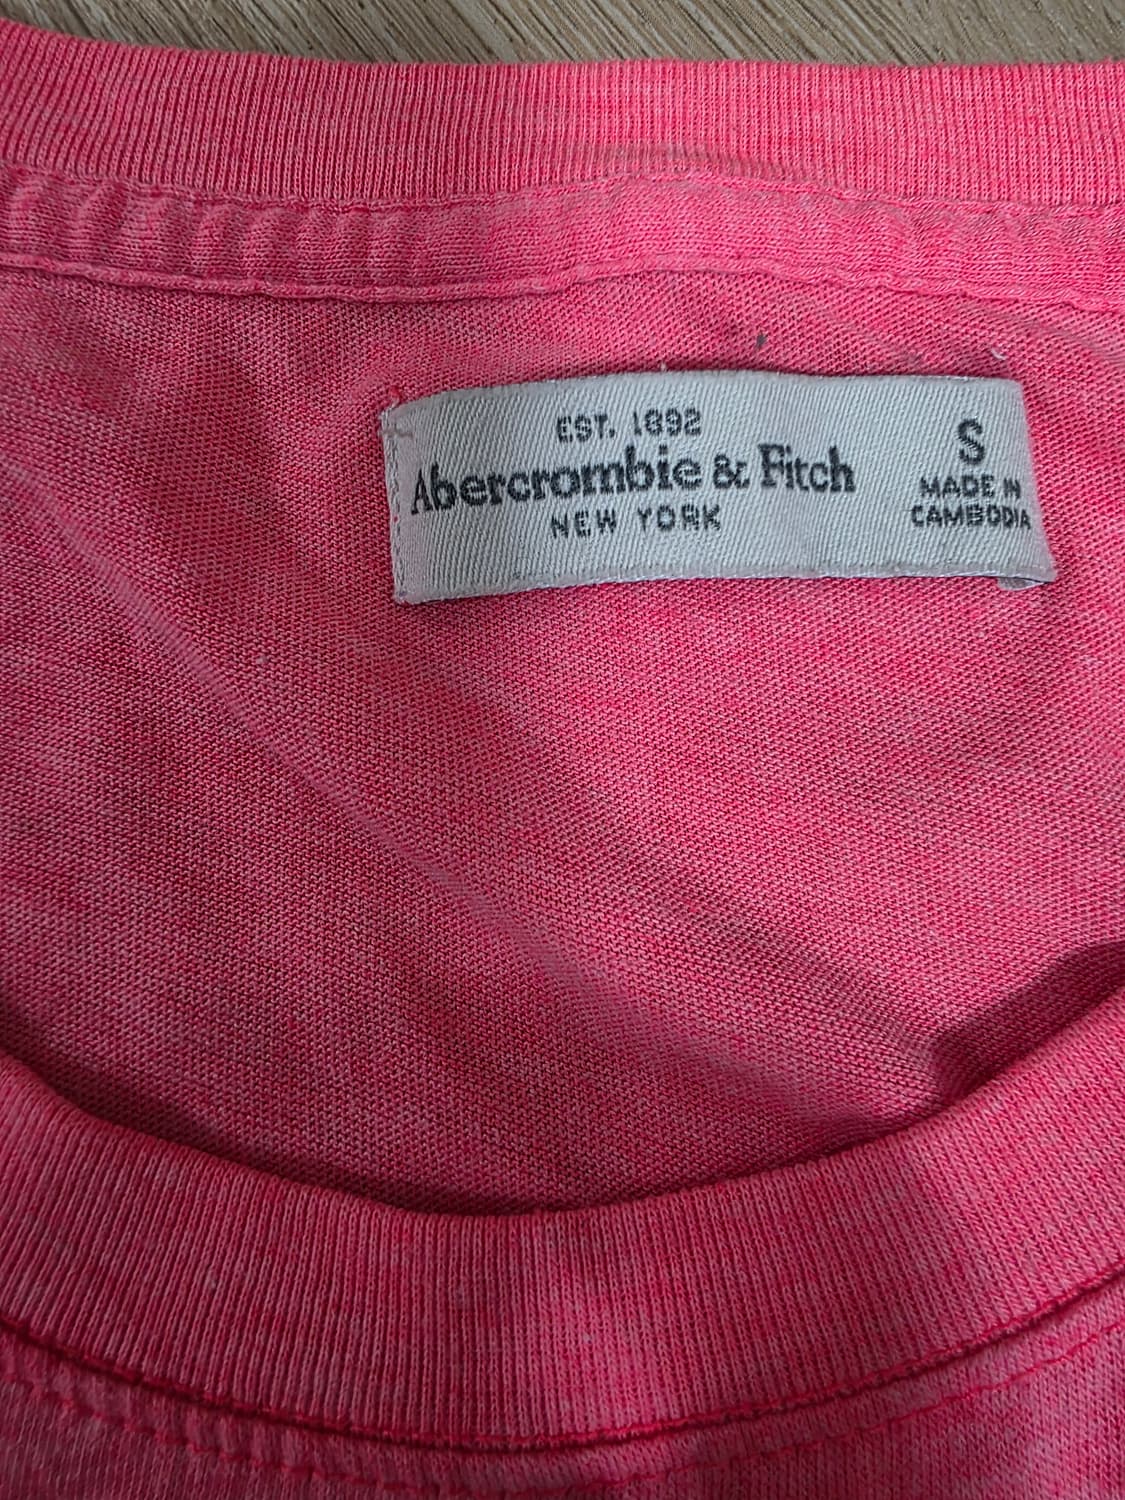 EST. 1892
Abercrombie & Fitch
NEW YORK
S
MADE IN
CAMBODIA